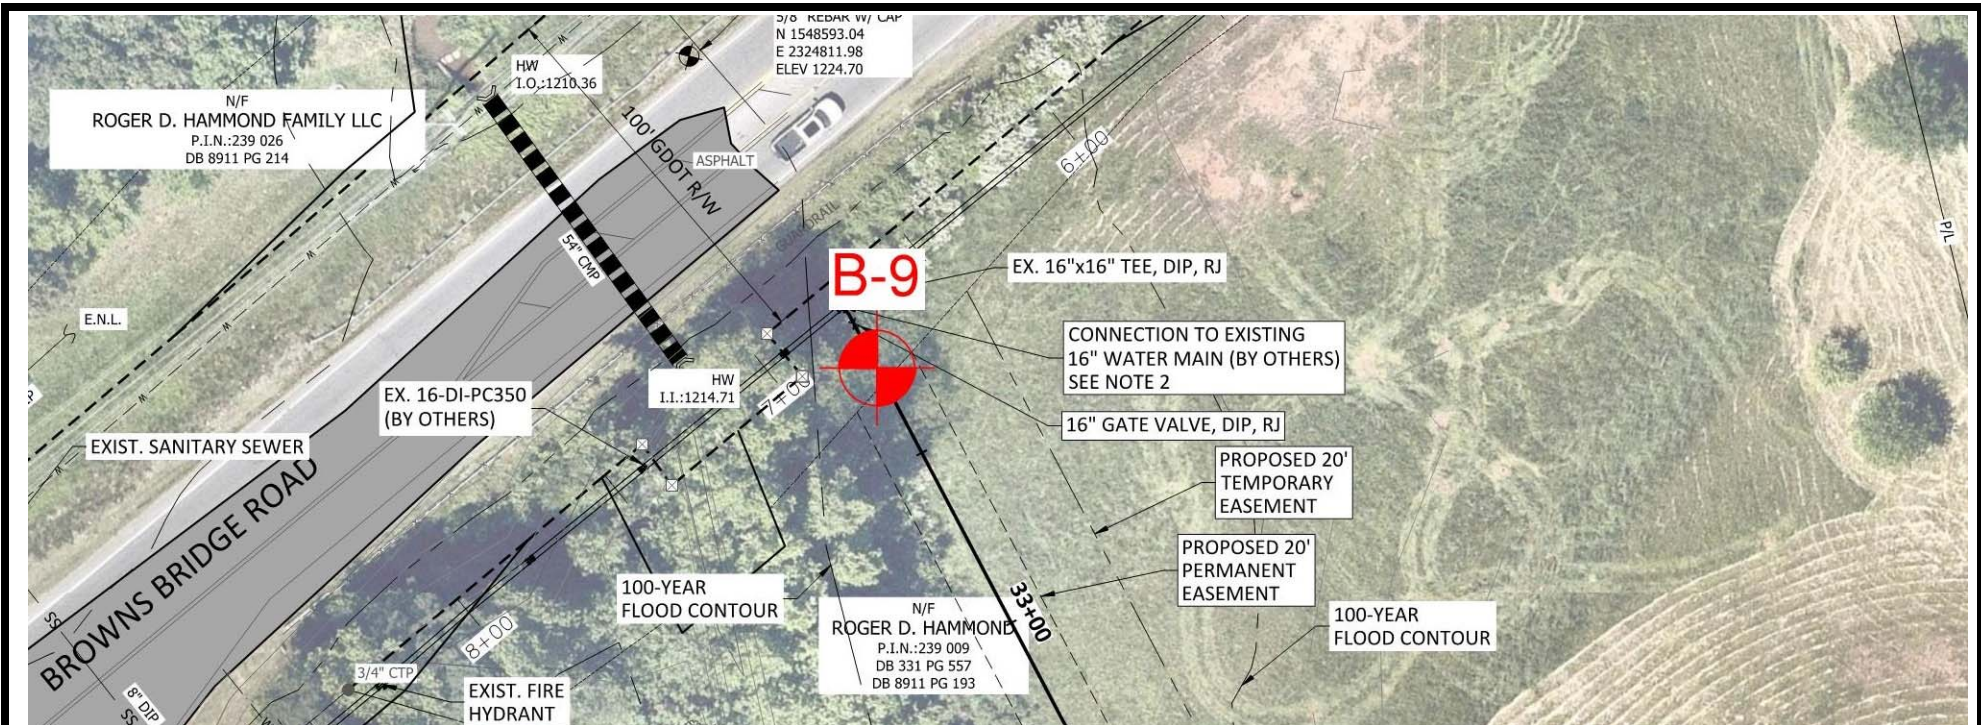 5/8" REBAR W/ CAP
N 1548593.04
E 2324811.98
ELEV 1224.70
HW
I.O.:1210.36
N/F
ROGER D. HAMMOND FAMILY LLC
P.I.N.:239 026
DB 8911 PG 214
100' GDOT R/W
ASPHALT
6+00
P/L
GUARDRAIL
54" CMP
B-9
EX. 16"x16" TEE, DIP, RJ
E.N.L.
CONNECTION TO EXISTING
16" WATER MAIN (BY OTHERS)
SEE NOTE 2
HW
I.I.:1214.71
7+00
EX. 16-DI-PC350
(BY OTHERS)
16" GATE VALVE, DIP, RJ
EXIST. SANITARY SEWER
PROPOSED 20'
TEMPORARY
EASEMENT
BROWNS BRIDGE ROAD
PROPOSED 20'
PERMANENT
EASEMENT
100-YEAR
FLOOD CONTOUR
33+00
N/F
ROGER D. HAMMOND
P.I.N.:239 009
DB 331 PG 557
DB 8911 PG 193
100-YEAR
FLOOD CONTOUR
8+00
SS
3/4" CTP
8" DIP
SS
EXIST. FIRE
HYDRANT
W
W
W
W
W
W
W
W